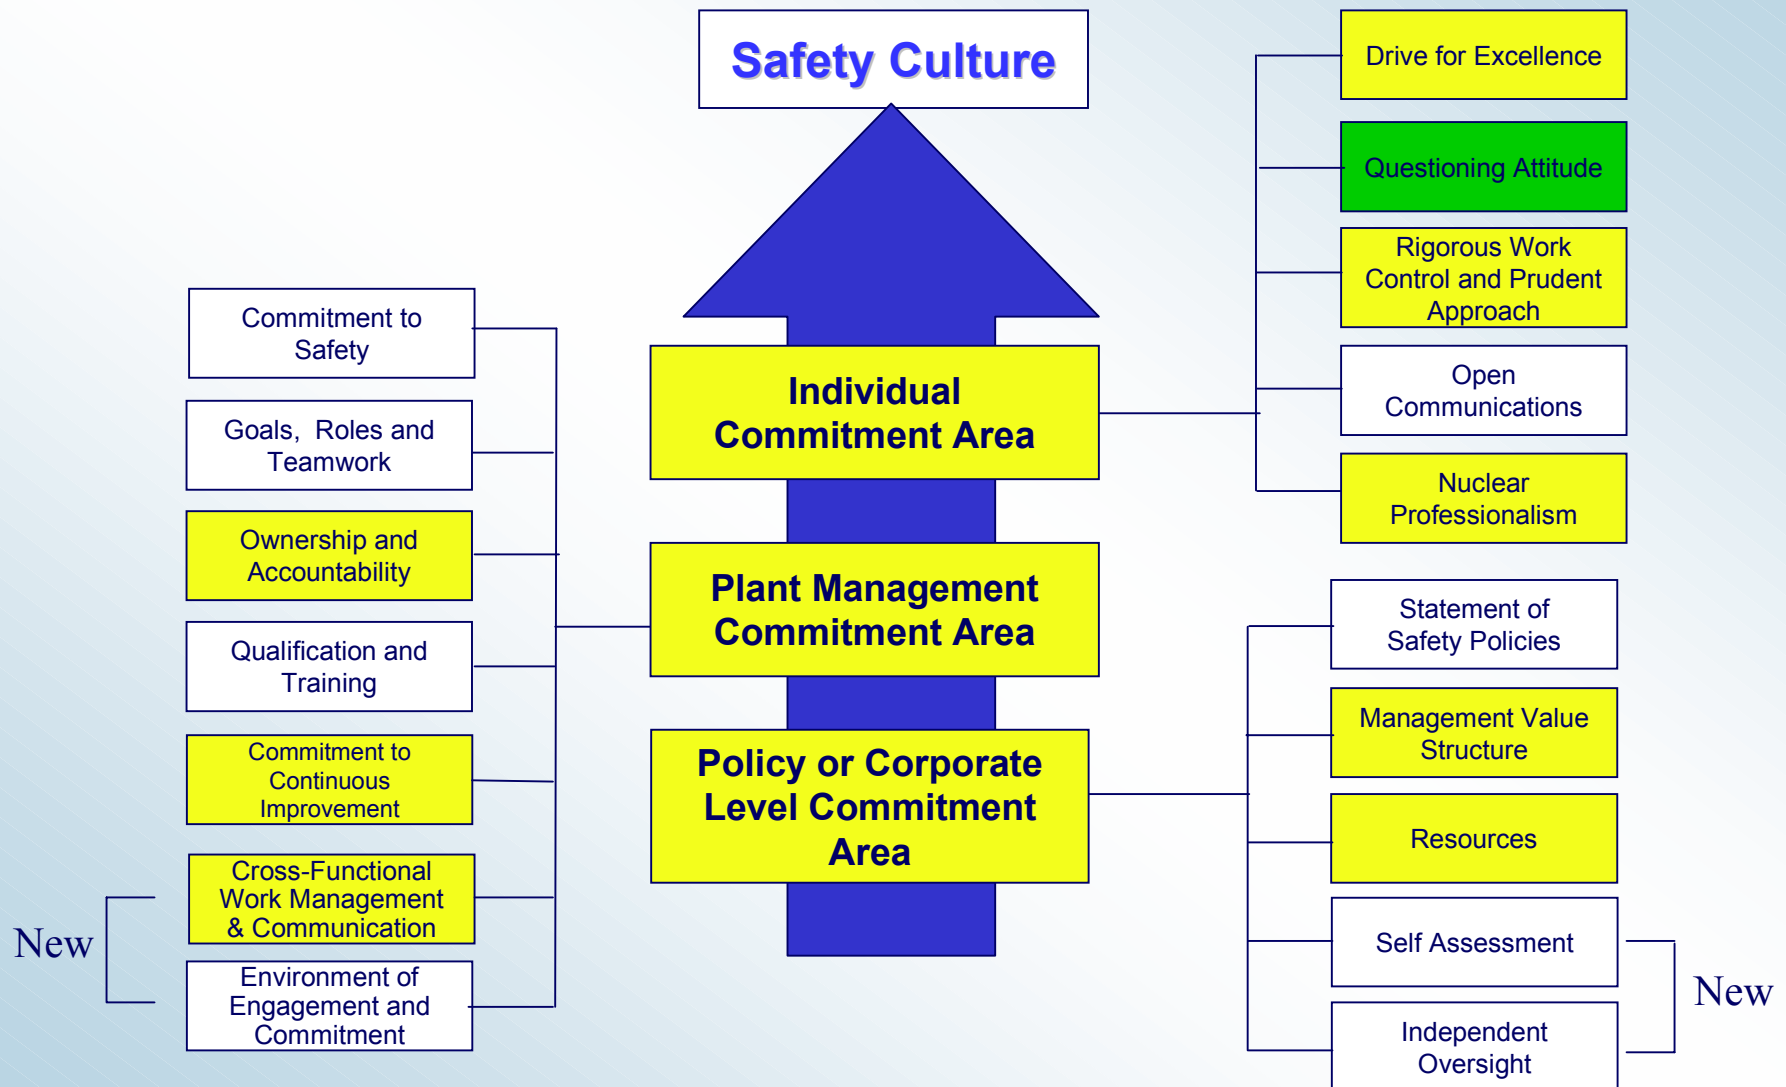 Safety Culture
Drive for Excellence
Questioning Attitude
Rigorous Work
Control and Prudent
Approach
Open
Communications
Nuclear
Professionalism
Individual
Commitment Area
Commitment to
Safety
Goals, Roles and
Teamwork
Ownership and
Accountability
Qualification and
Training
Commitment to
Continuous
Improvement
Cross-Functional
Work Management
& Communication
Environment of
Engagement and
Commitment
New
Plant Management
Commitment Area
Policy or Corporate
Level Commitment
Area
Statement of
Safety Policies
Management Value
Structure
Resources
Self Assessment
Independent
Oversight
New